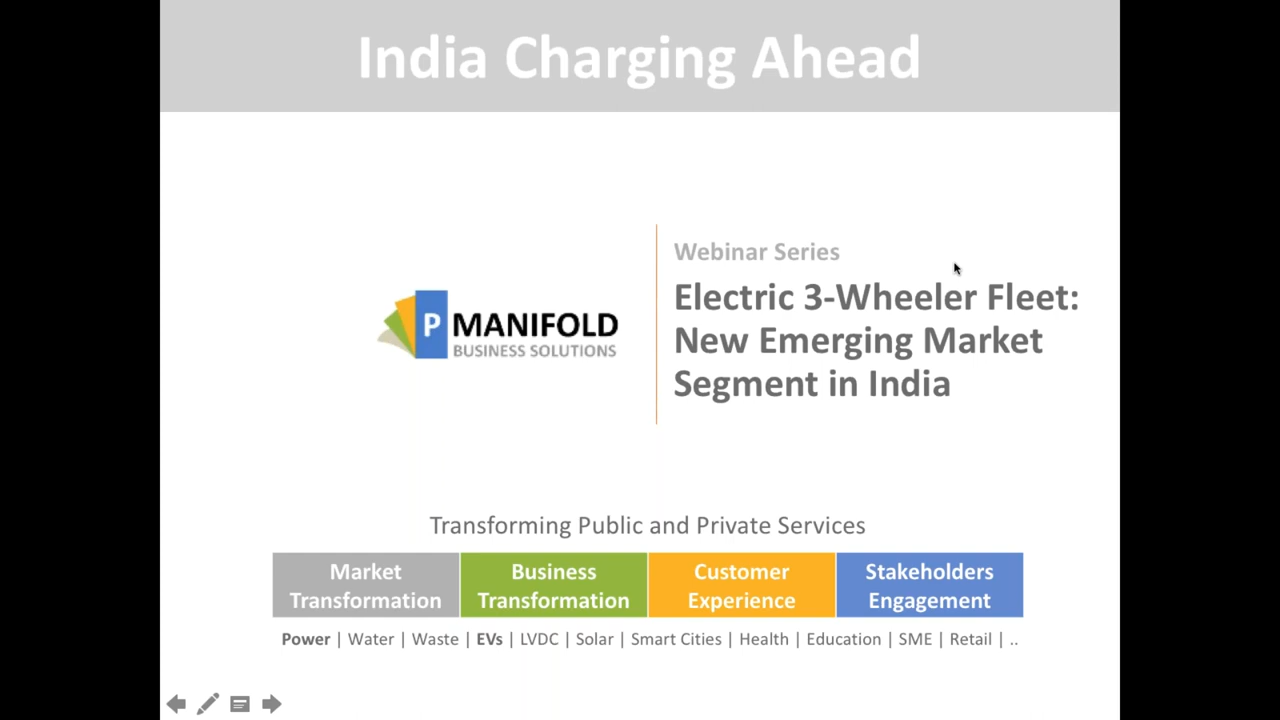 India Charging Ahead
Webinar Series
Electric 3-Wheeler Fleet:
New Emerging Market
Segment in India
P MANIFOLD
BUSINESS SOLUTIONS
Transforming Public and Private Services
Market
Transformation
Business
Transformation
Customer
Experience
Stakeholders
Engagement
Power | Water | Waste | EVs | LVDC | Solar | Smart Cities | Health | Education | SME | Retail | ..